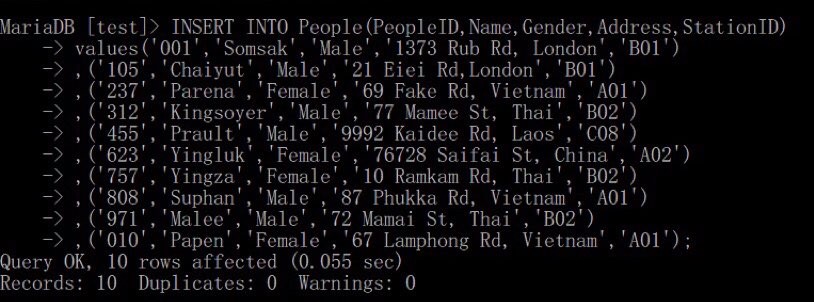 MariaDB [test]> INSERT INTO People(PeopleID,Name,Gender,Address,StationID)
-> values('001','Somsak','Male','1373 Rub Rd, London','B01')
-> ,('105','Chaiyut','Male','21 Eiei Rd,London','B01')
-> ,('237','Parena','Female','69 Fake Rd, Vietnam','A01')
-> ,('312','Kingsoyer','Male','77 Mamee St, Thai','B02')
-> ,('455','Prault','Male','9992 Kaidee Rd, Laos','C08')
-> ,('623','Yingluk','Female','76728 Saifai St, China','A02')
-> ,('757','Yingza','Female','10 Ramkam Rd, Thai','B02')
-> ,('808','Suphan','Male','87 Phukka Rd, Vietnam','A01')
-> ,('971','Malee','Male','72 Mamai St, Thai','B02')
-> ,('010','Papen','Female','67 Lamphong Rd, Vietnam','A01');
Query OK, 10 rows affected (0.055 sec)
Records: 10  Duplicates: 0  Warnings: 0